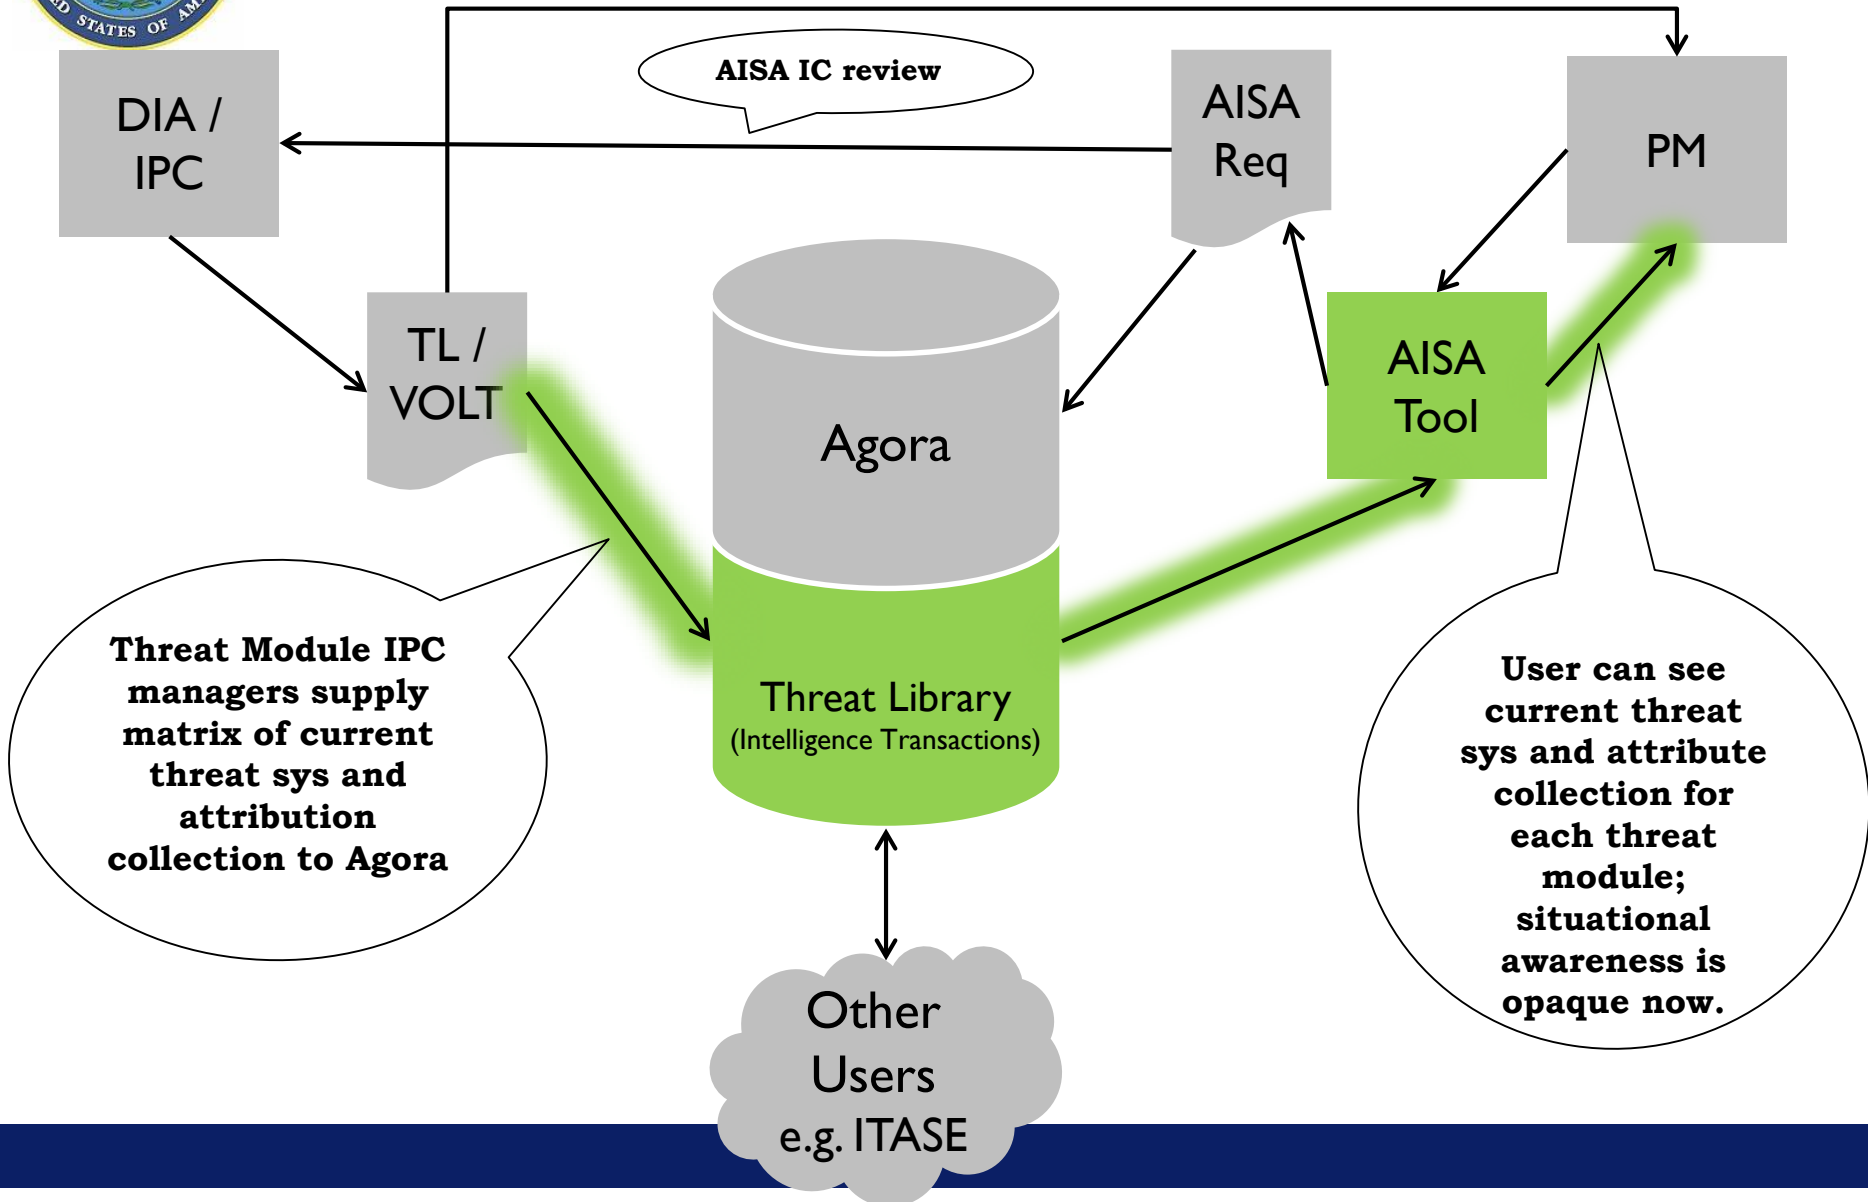 STATES OF
DIA /
IPC
AISA IC review
AISA
Req
PM
TL /
VOLT
Agora
AISA
Tool
Threat Module IPC
managers supply
matrix of current
threat sys and
attribution
collection to Agora
Threat Library
(Intelligence Transactions)
User can see
current threat
sys and attribute
collection for
each threat
module;
situational
awareness is
opaque now.
Other
Users
e.g. ITASE